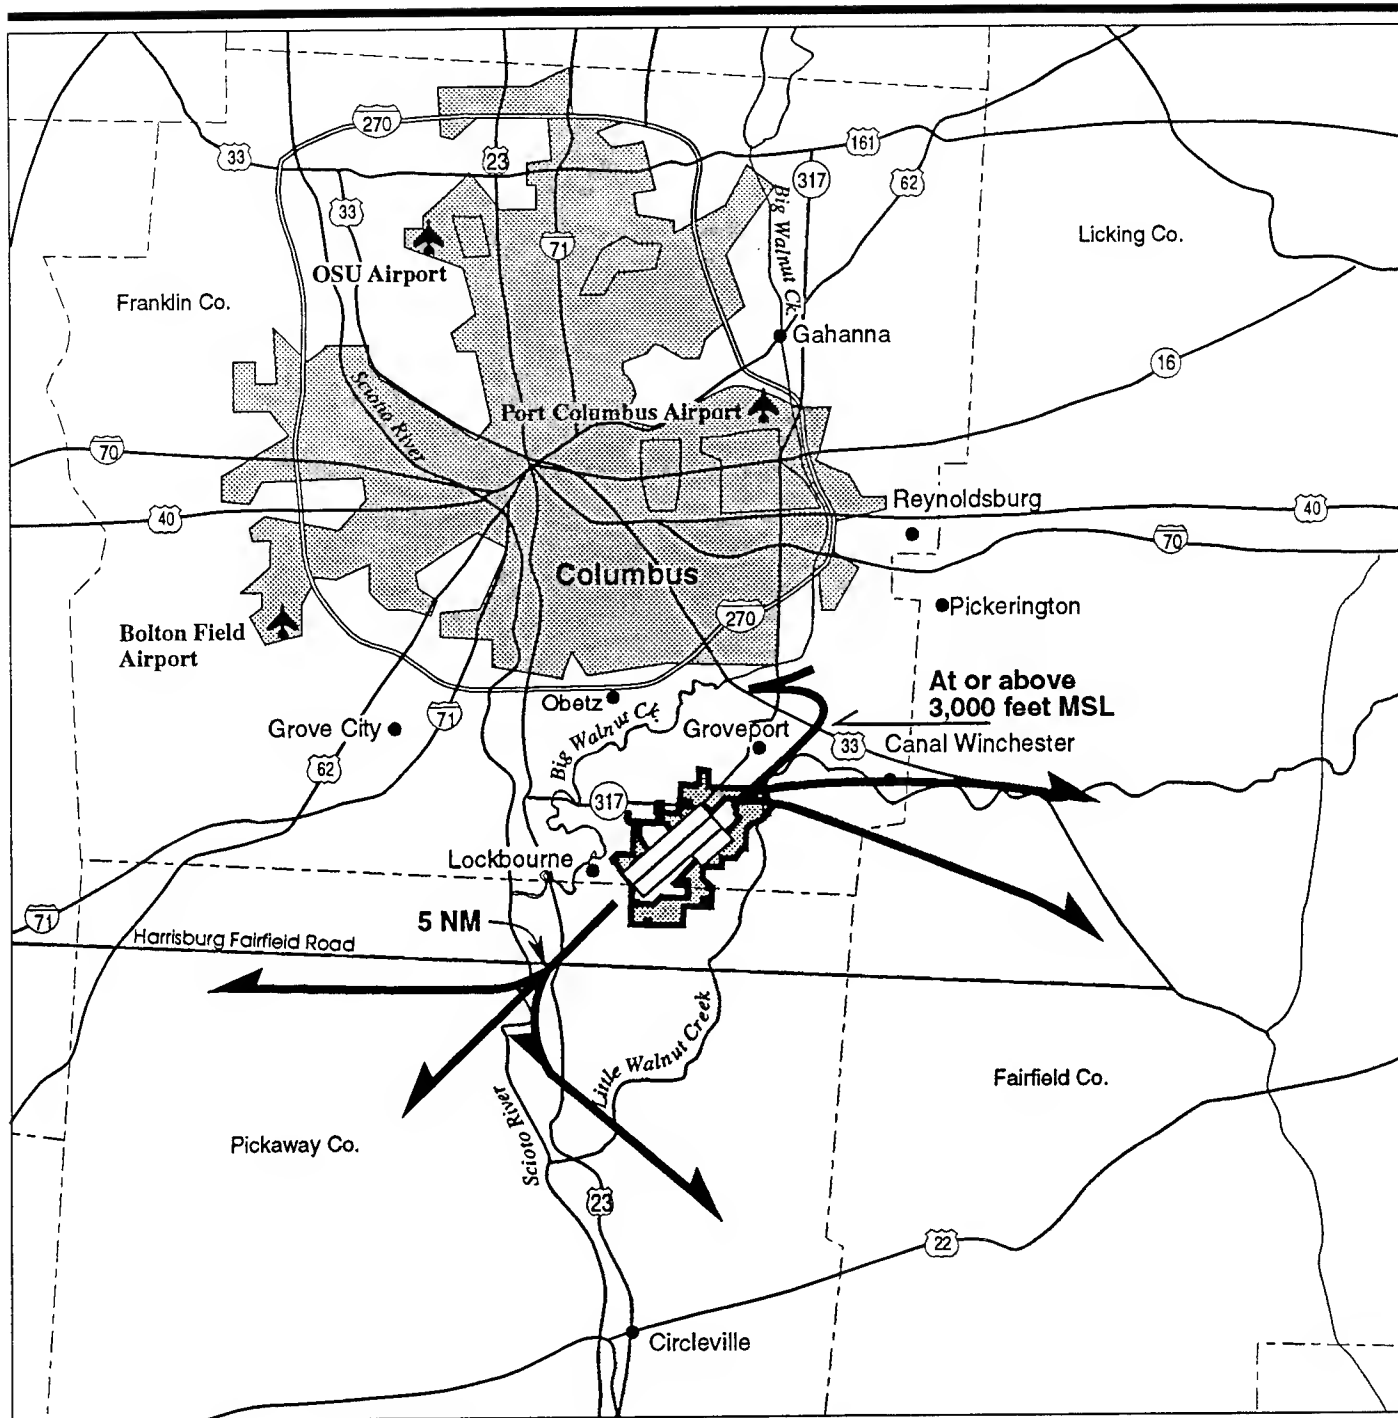 270
33
23
161
317
62
33
71
Big Walnut Ck.
Licking Co.
OSU Airport
Franklin Co.
Gahanna
16
Scioto River
Port Columbus Airport
70
Reynoldsburg
40
40
70
Columbus
Pickerington
270
Bolton Field
Airport
At or above
3,000 feet MSL
Obetz
71
Grove City
Big Walnut Ck.
Groveport
33
Canal Winchester
62
317
Lockbourne
71
5 NM
Harrisburg Fairfield Road
Little Walnut Creek
Fairfield Co.
Scioto River
Pickaway Co.
23
22
Circleville